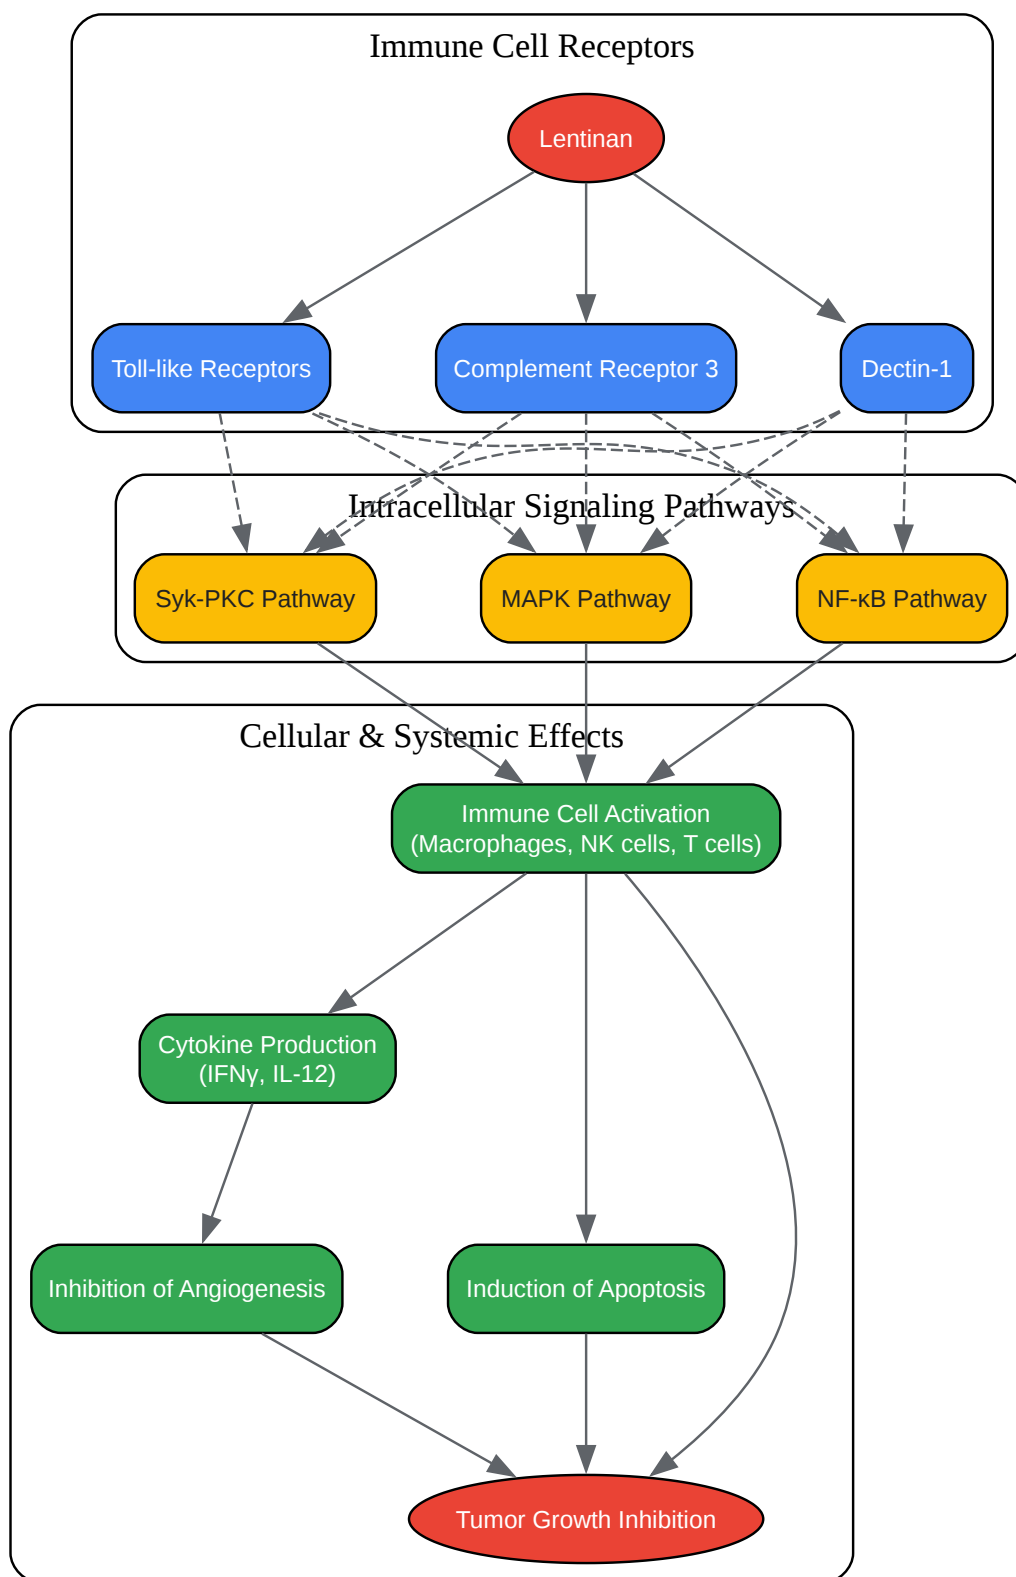 Immune Cell Receptors
Lentinan
Toll-like Receptors
Complement Receptor 3
Dectin-1
Intracellular Signaling Pathways
Syk-PKC Pathway
MAPK Pathway
NF-κB Pathway
Cellular & Systemic Effects
Immune Cell Activation
(Macrophages, NK cells, T cells)
Cytokine Production
(IFNγ, IL-12)
Inhibition of Angiogenesis
Induction of Apoptosis
Tumor Growth Inhibition